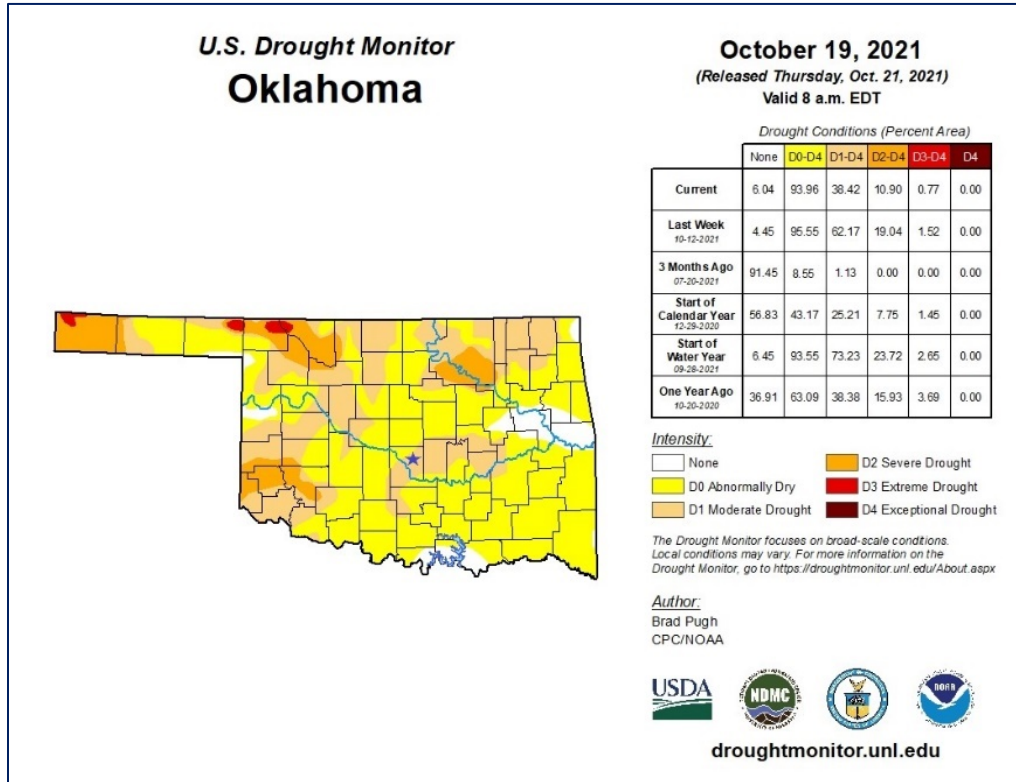 U.S. Drought Monitor
Oklahoma
October 19, 2021
(Released Thursday, Oct. 21, 2021)
Valid 8 a.m. EDT
Drought Conditions (Percent Area)
None D0-D4 D1-D4 D2-D4 D3-D4 D4
Current 6.04 93.96 38.42 10.90 0.77 0.00
Last Week
10-12-2021 4.45 95.55 62.17 19.04 1.52 0.00
3 Months Ago
07-20-2021 91.45 8.55 1.13 0.00 0.00 0.00
Start of
Calendar Year
12-29-2020 56.83 43.17 25.21 7.75 1.45 0.00
Start of
Water Year
09-28-2021 6.45 93.55 73.23 23.72 2.65 0.00
One Year Ago
10-20-2020 36.91 63.09 38.38 15.93 3.69 0.00
Intensity:
None
D0 Abnormally Dry
D1 Moderate Drought
D2 Severe Drought
D3 Extreme Drought
D4 Exceptional Drought
The Drought Monitor focuses on broad-scale conditions.
Local conditions may vary. For more information on the
Drought Monitor, go to https://droughtmonitor.unl.edu/About.aspx
Author:
Brad Pugh
CPC/NOAA
USDA
NDMC
NOAA
droughtmonitor.unl.edu